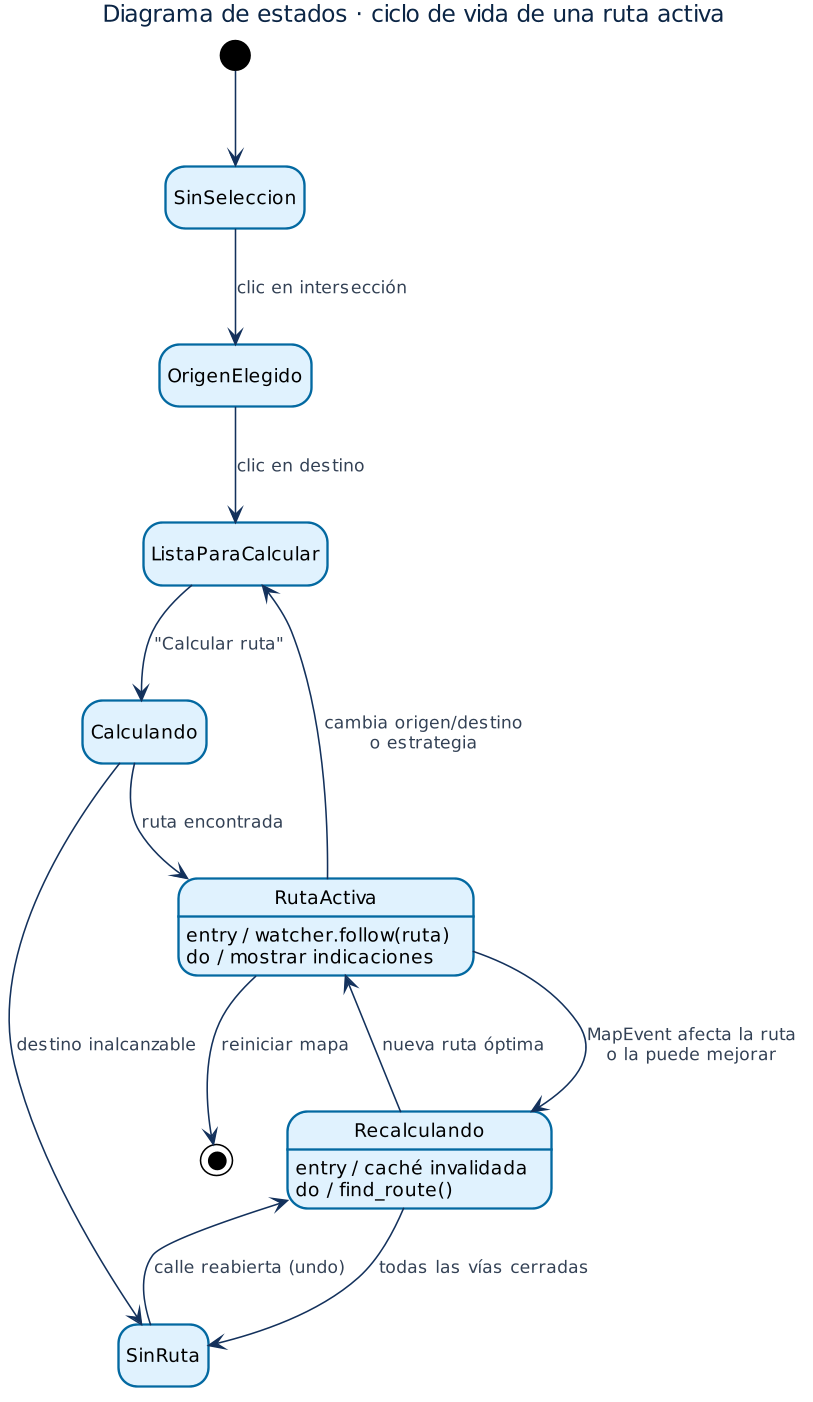 Diagrama de estados · ciclo de vida de una ruta activa
SinSeleccion
clic en intersección
OrigenElegido
clic en destino
ListaParaCalcular
"Calcular ruta"
cambia origen/destino
o estrategia
Calculando
ruta encontrada
RutaActiva
entry / watcher.follow(ruta)
do / mostrar indicaciones
destino inalcanzable
reiniciar mapa
nueva ruta óptima
MapEvent afecta la ruta
o la puede mejorar
Recalculando
entry / caché invalidada
do / find_route()
calle reabierta (undo)
todas las vías cerradas
SinRuta